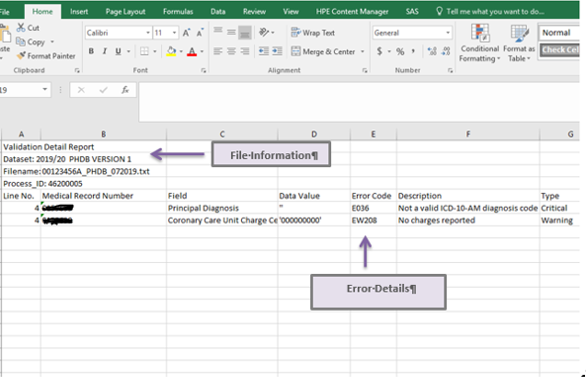 File Home Insert Page Layout Formulas Data Review View HPE Content Manager SAS Tell me what you want to do...
Cut
Copy
Format Painter
Clipboard
Calibri 11
B I U
Font
Wrap Text
Merge & Center
Alignment
General
$ % ,
Number
Conditional Formatting
Format as Table
Normal
Check Cel
fx
A B C D E F G
Validation Detail Report
Dataset: 2019/20 PHDB VERSION 1
Filename: 00123456A_PHDB_072019.txt
Process_ID: 46200005
File·Information¶
Line No. Medical Record Number Field Data Value Error Code Description Type
4 Principal Diagnosis '' E036 Not a valid ICD-10-AM diagnosis code Critical
4 Coronary Care Unit Charge Ce '000000000' EW208 No charges reported Warning
Error·Details¶